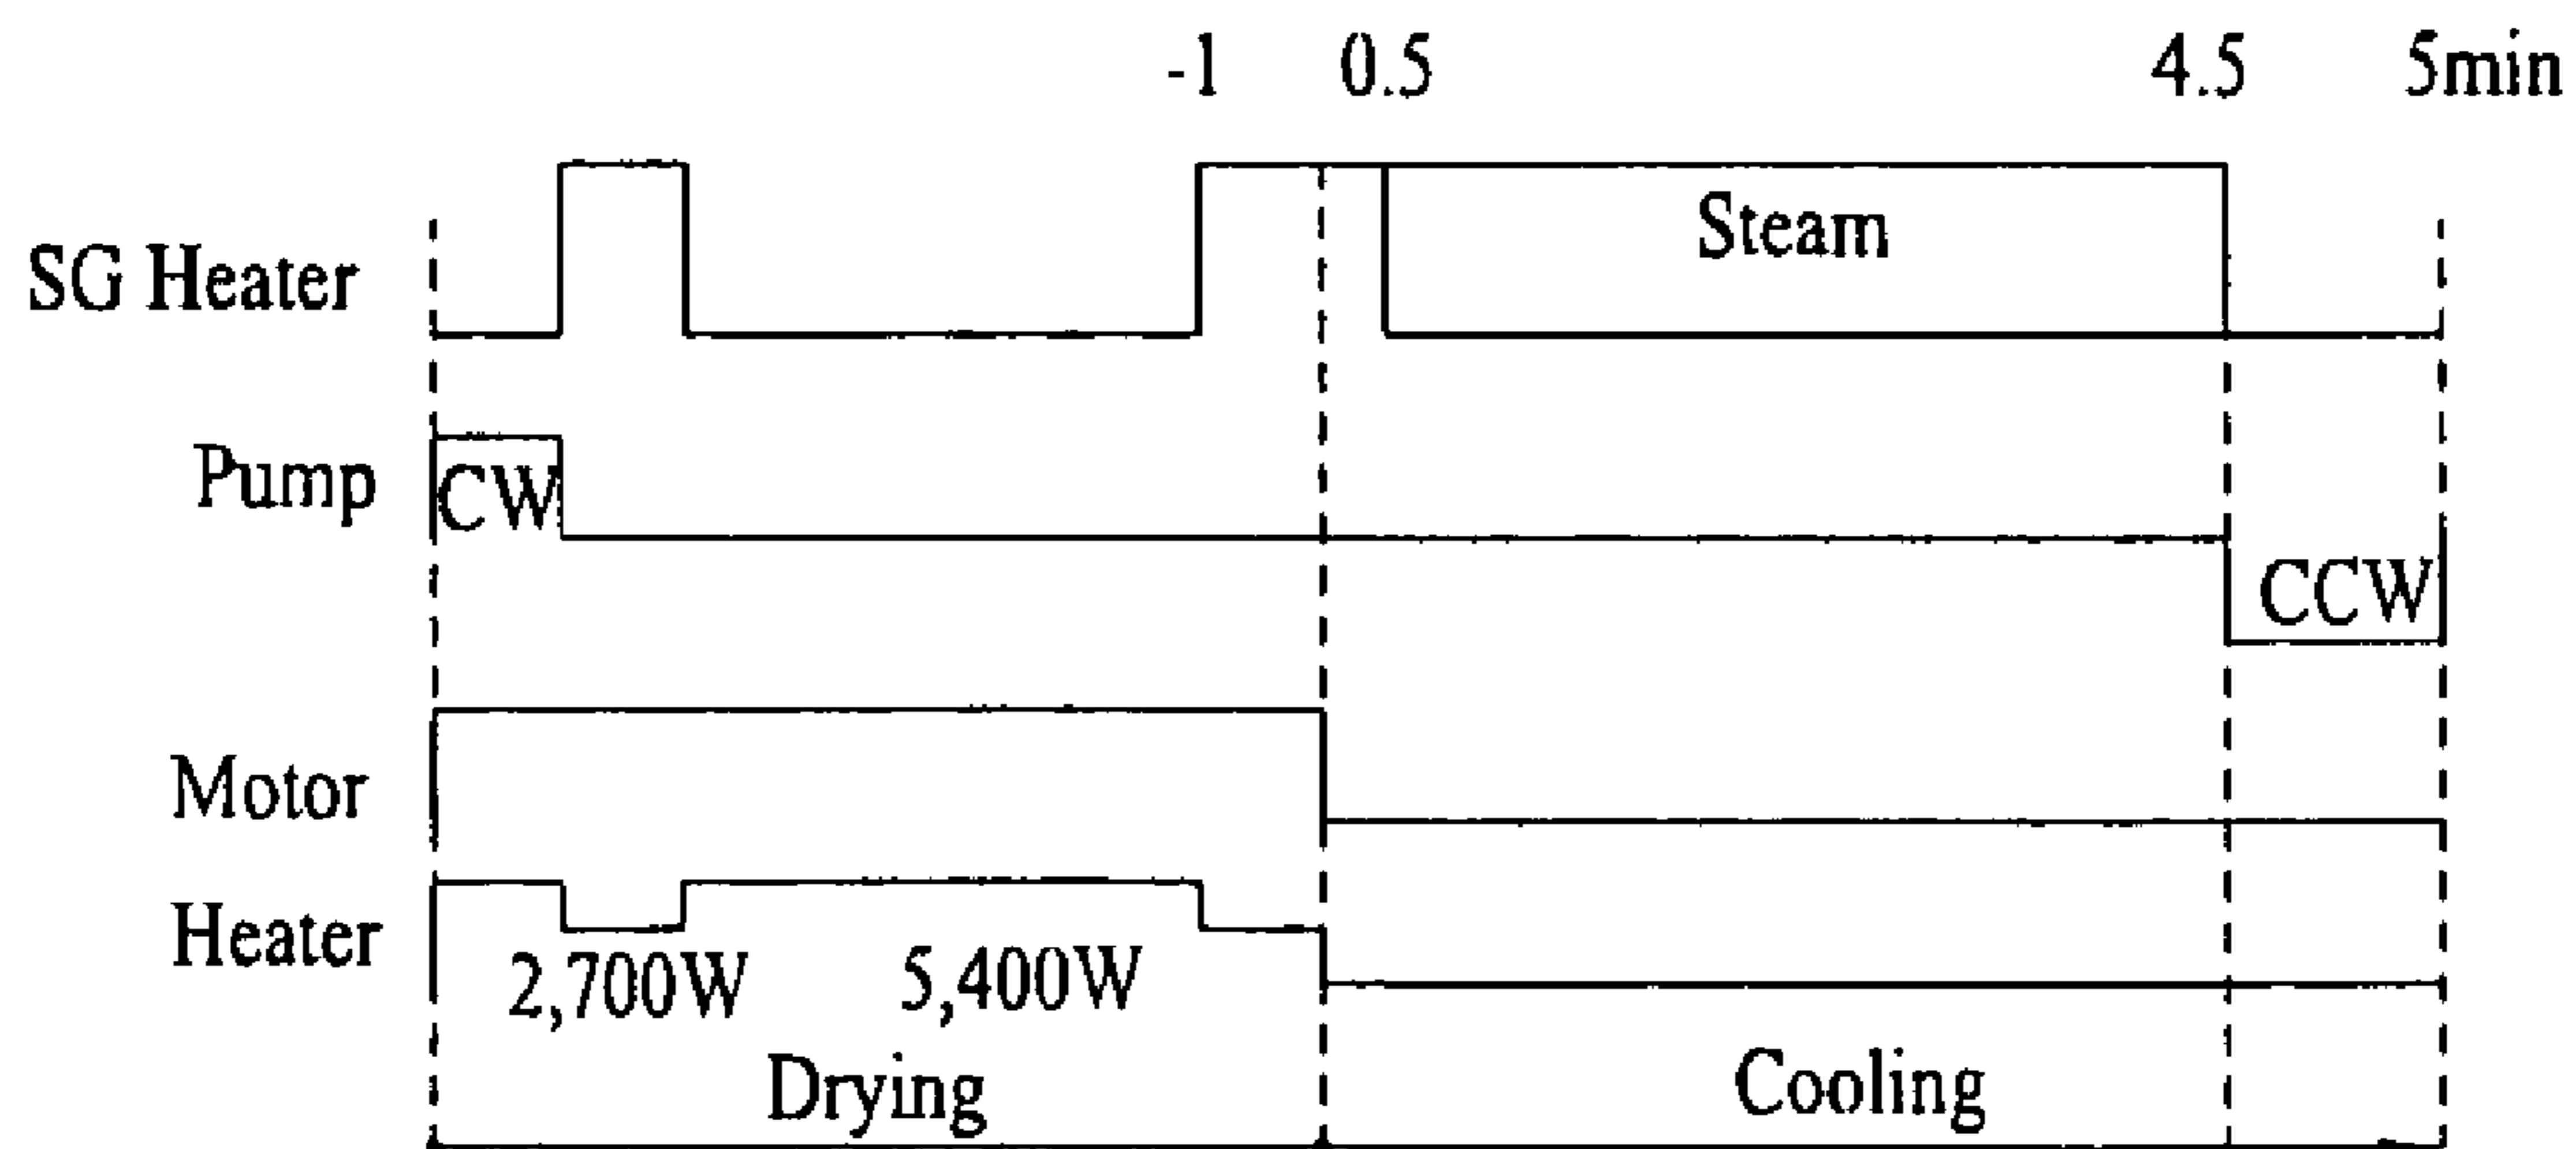 -1 0.5 4.5 5min
SG Heater
Steam
Pump
CW
CCW
Motor
Heater
2,700W 5,400W
Drying Cooling